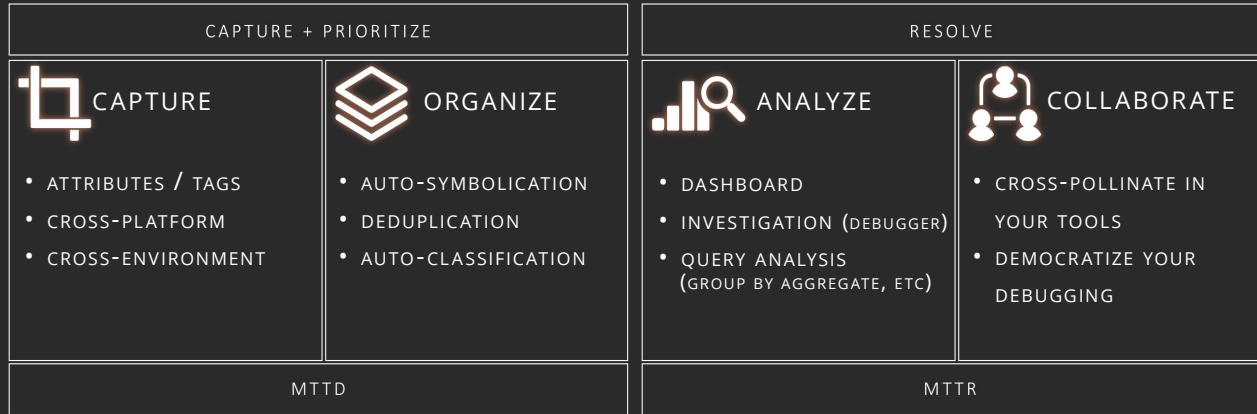 CAPTURE + PRIORITIZE
RESOLVE
CAPTURE
• ATTRIBUTES / TAGS
• CROSS-PLATFORM
• CROSS-ENVIRONMENT
ORGANIZE
• AUTO-SYMBOLICATION
• DEDUPLICATION
• AUTO-CLASSIFICATION
ANALYZE
• DASHBOARD
• INVESTIGATION (DEBUGGER)
• QUERY ANALYSIS
(GROUP BY AGGREGATE, ETC)
COLLABORATE
• CROSS-POLLINATE IN
YOUR TOOLS
• DEMOCRATIZE YOUR
DEBUGGING
MTTD
MTTR